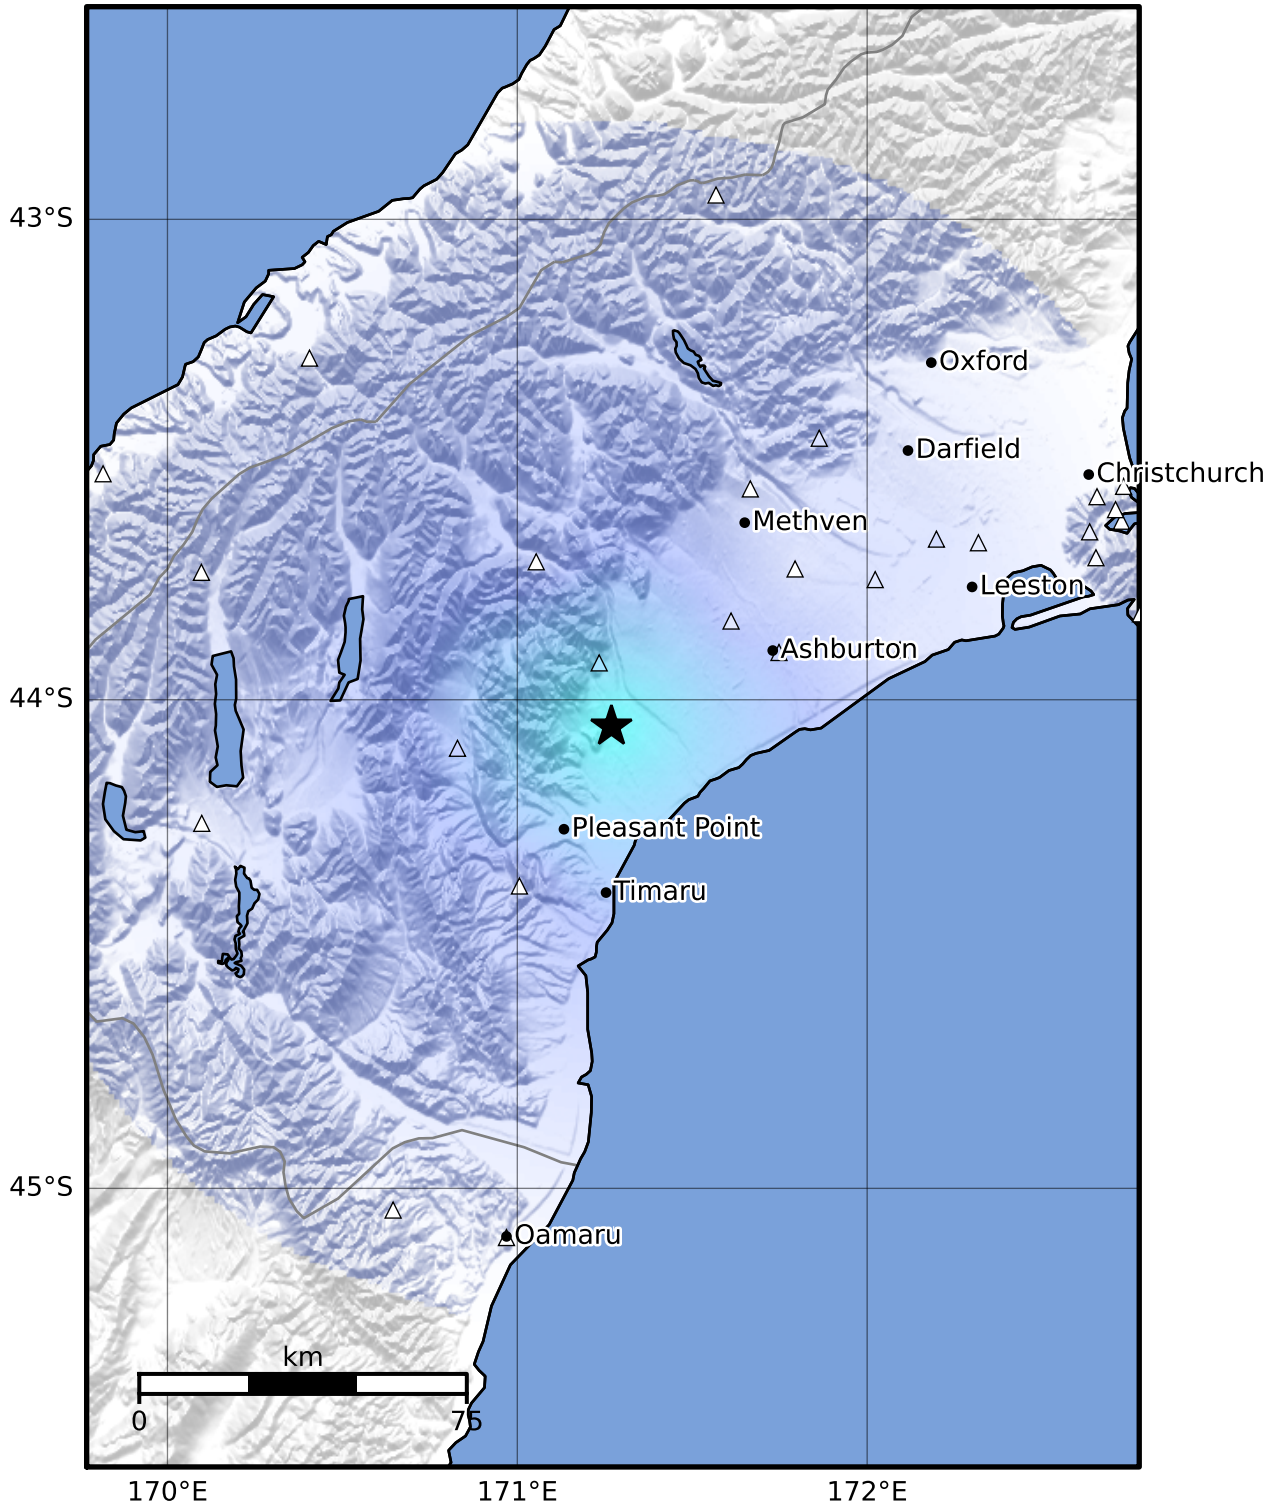 43°S
Oxford
Darfield
Christchurch
Methven
Leeston
Ashburton
44°S
Pleasant Point
Timaru
45°S
Oamaru
km
0 75
170°E 171°E 172°E